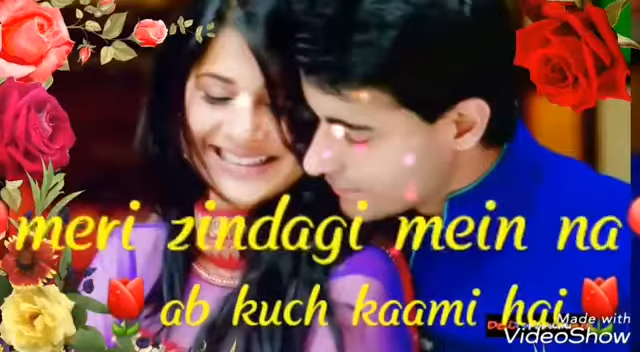 meri zindagi mein na
ab kuch kaami hai
Made with
VideoShow